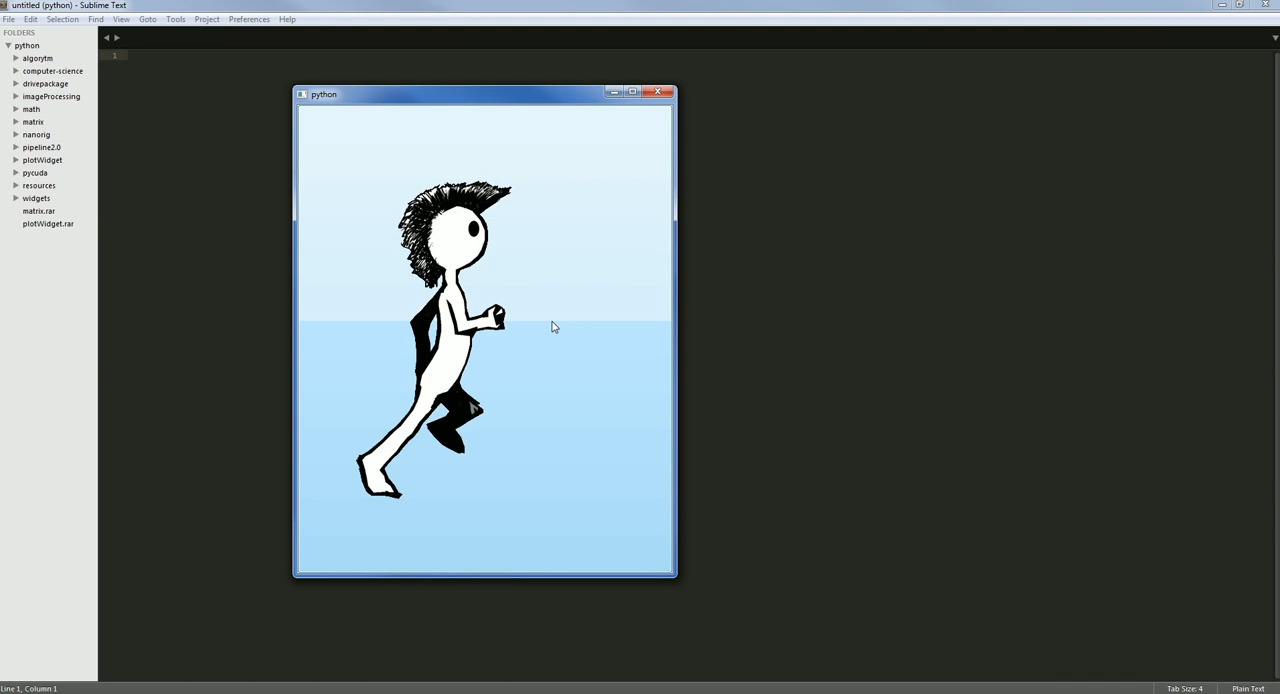 untitled (python) - Sublime Text
File Edit Selection Find View Goto Tools Project Preferences Help
FOLDERS
python
algorytm
computer-science
drivepackage
imageProcessing
math
matrix
nanorig
pipeline2.0
plotWidget
pycuda
resources
widgets
matrix.rar
plotWidget.rar
1
python
Line 1, Column 1
Tab Size: 4
Plain Text